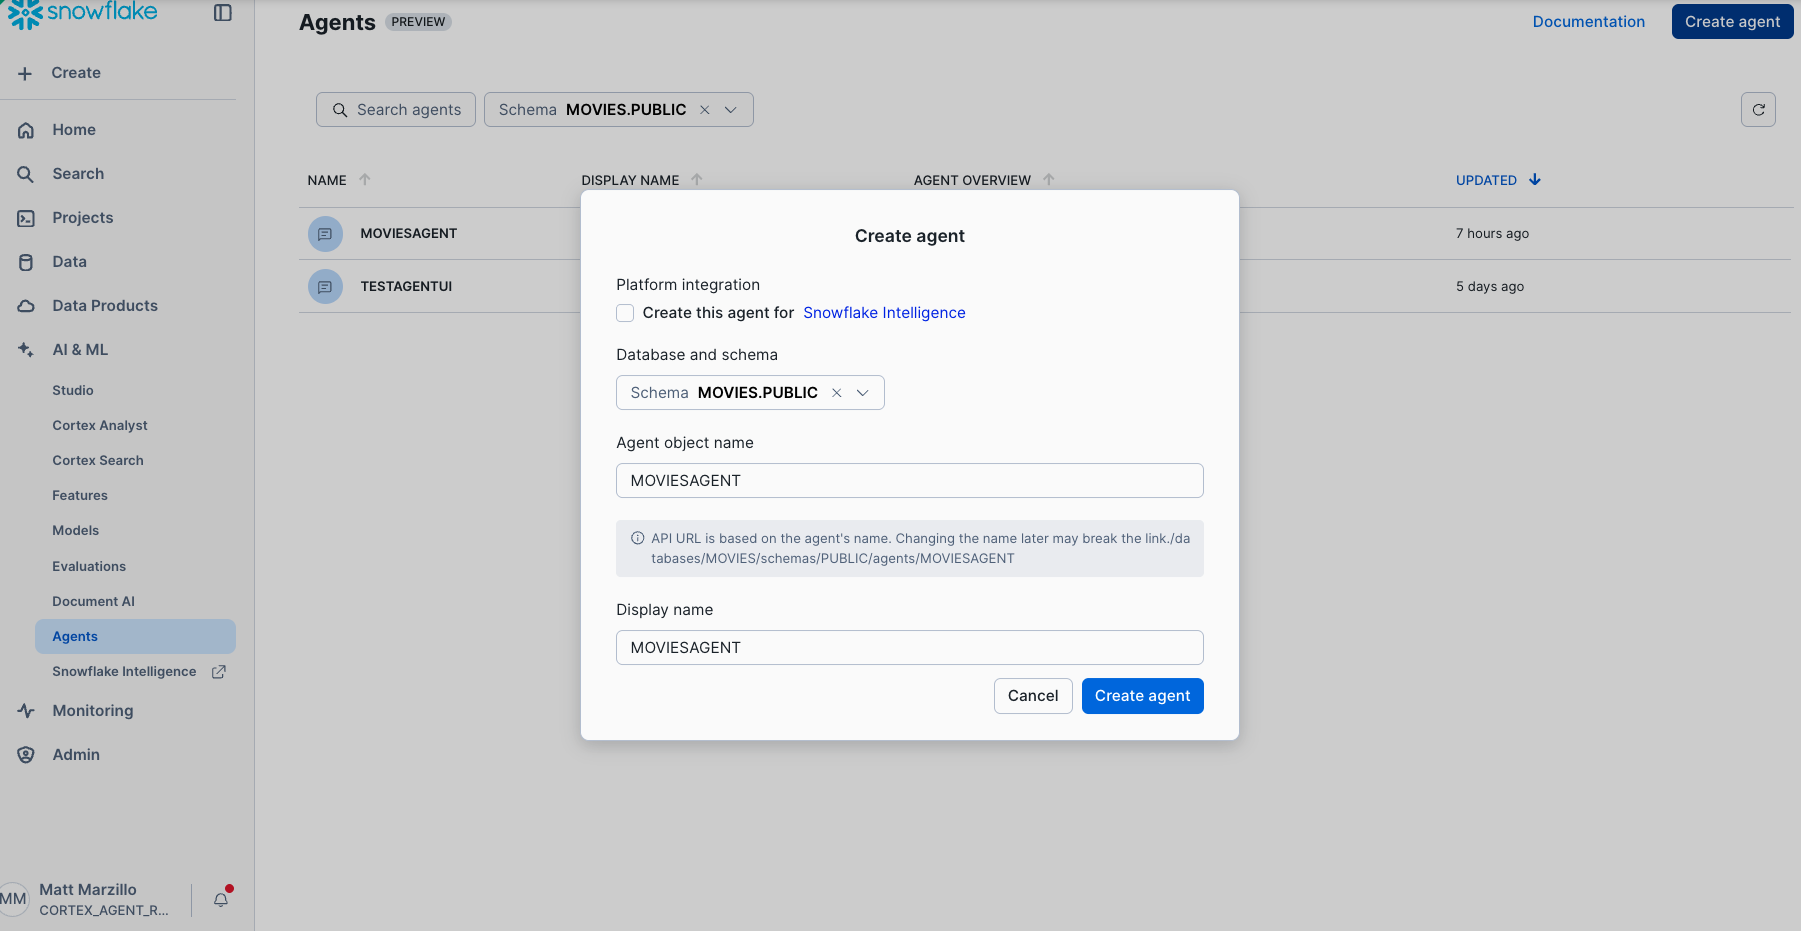 snowflake
Agents PREVIEW
Documentation
Create agent
Create
Home
Search
Projects
Data
Data Products
AI & ML
Studio
Cortex Analyst
Cortex Search
Features
Models
Evaluations
Document AI
Agents
Snowflake Intelligence
Monitoring
Admin
MM
Matt Marzillo
CORTEX_AGENT_R...
Search agents
Schema MOVIES.PUBLIC
NAME DISPLAY NAME AGENT OVERVIEW UPDATED
MOVIESAGENT 7 hours ago
TESTAGENTUI 5 days ago
Create agent
Platform integration
Create this agent for Snowflake Intelligence
Database and schema
Schema MOVIES.PUBLIC
Agent object name
MOVIESAGENT
API URL is based on the agent's name. Changing the name later may break the link./da
tabases/MOVIES/schemas/PUBLIC/agents/MOVIESAGENT
Display name
MOVIESAGENT
Cancel
Create agent